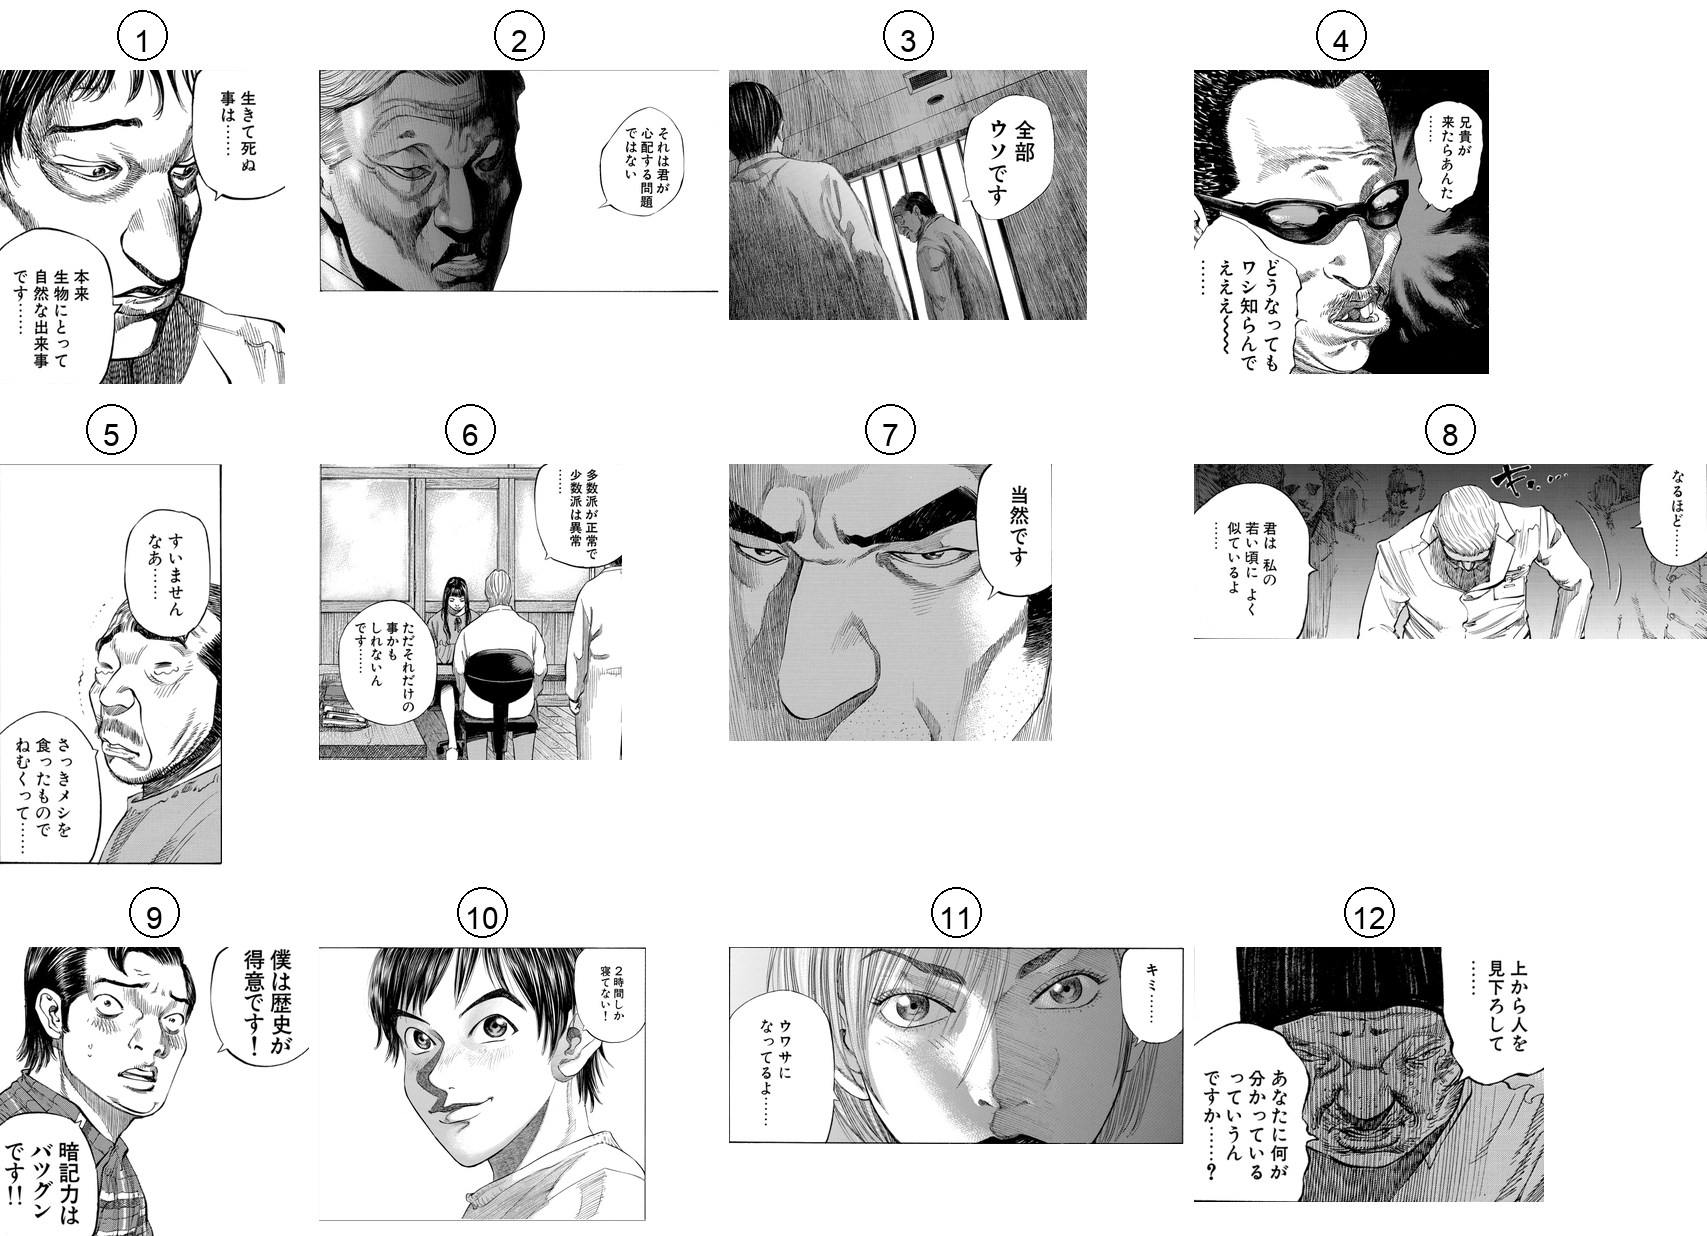 1
生きて死ぬ
事は……
本来
生物にとって
自然な出来事
です……
2
それは君が
心配する問題
ではない
3
全部
ウソです
4
兄貴が
来たらあんた
……
どうなっても
ワシ知らんで
えええ〜〜〜
……
5
すいません
なあ……
さっきメシを
食ったもので
ねむくって……
6
多数派が正常で
少数派は異常
……
ただそれだけの
事かも
しれないん
です……
7
当然です
8
なるほど……
キ…
君は 私の
若い頃に よく
似ているよ
……
9
僕は歴史が
得意です！
暗記力は
バツグン
です！！
10
2時間しか
寝てない！
11
キミ……
ウワサに
なってるよ……
12
上から人を
見下ろして
……
あなたに何が
分かっている
っていうん
ですか……？